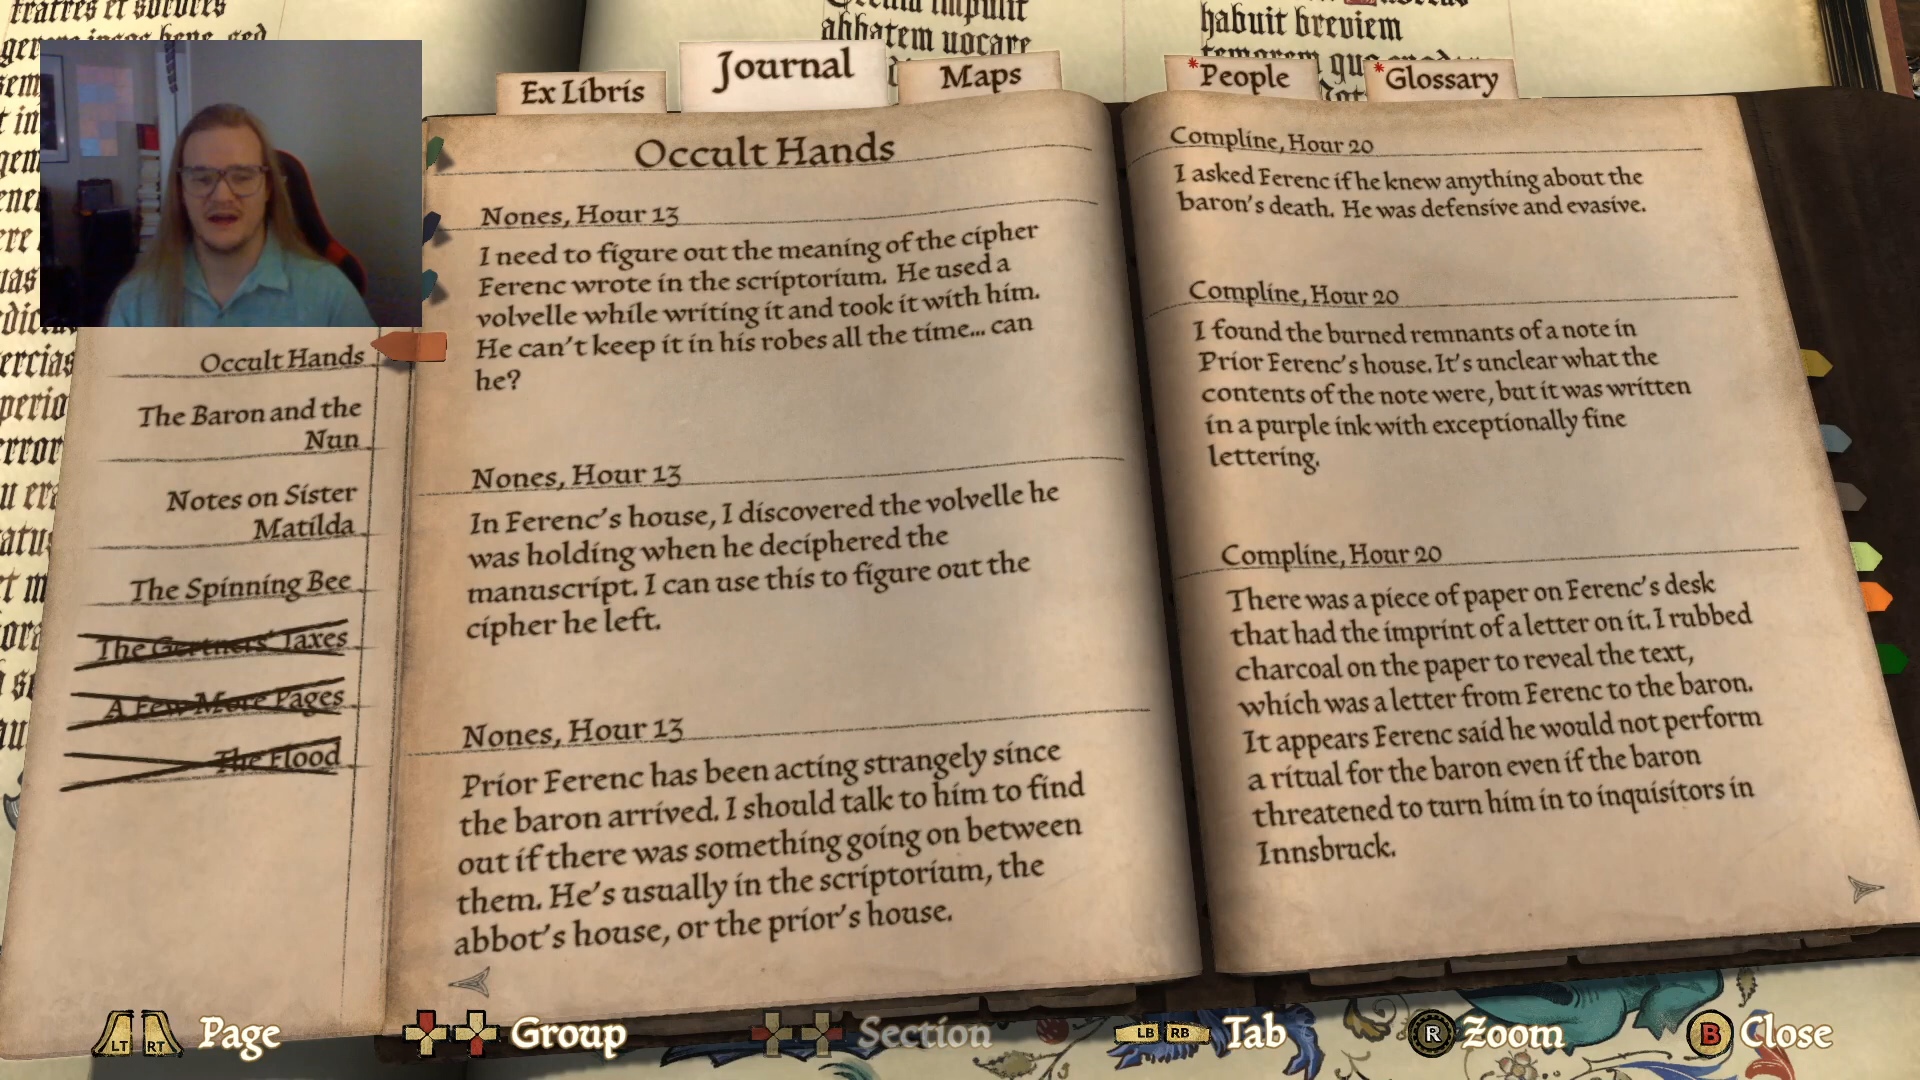 fratres et sorores
habuit breviem
abbatem vocare
Ex Libris
Journal
Maps
*People
*Glossary
Occult Hands
The Baron and the
Nun
Notes on Sister
Matilda
The Spinning Bee
The Gertners' Taxes
A Few More Pages
The Flood
Occult Hands
Nones, Hour 13
I need to figure out the meaning of the cipher
Ferenc wrote in the scriptorium. He used a
volvelle while writing it and took it with him.
He can't keep it in his robes all the time... can
he?
Nones, Hour 13
In Ferenc's house, I discovered the volvelle he
was holding when he deciphered the
manuscript. I can use this to figure out the
cipher he left.
Nones, Hour 13
Prior Ferenc has been acting strangely since
the baron arrived. I should talk to him to find
out if there was something going on between
them. He's usually in the scriptorium, the
abbot's house, or the prior's house.
Compline, Hour 20
I asked Ferenc if he knew anything about the
baron's death. He was defensive and evasive.
Compline, Hour 20
I found the burned remnants of a note in
Prior Ferenc's house. It's unclear what the
contents of the note were, but it was written
in a purple ink with exceptionally fine
lettering.
Compline, Hour 20
There was a piece of paper on Ferenc's desk
that had the imprint of a letter on it. I rubbed
charcoal on the paper to reveal the text,
which was a letter from Ferenc to the baron.
It appears Ferenc said he would not perform
a ritual for the baron even if the baron
threatened to turn him in to inquisitors in
Innsbruck.
LT RT Page
Group
Section
LB RB Tab
R Zoom
B Close